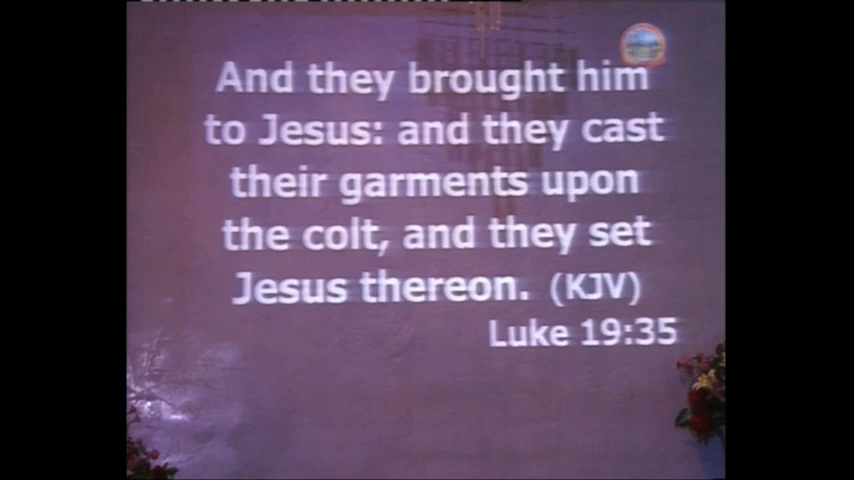 And they brought him
to Jesus: and they cast
their garments upon
the colt, and they set
Jesus thereon. (KJV)
Luke 19:35